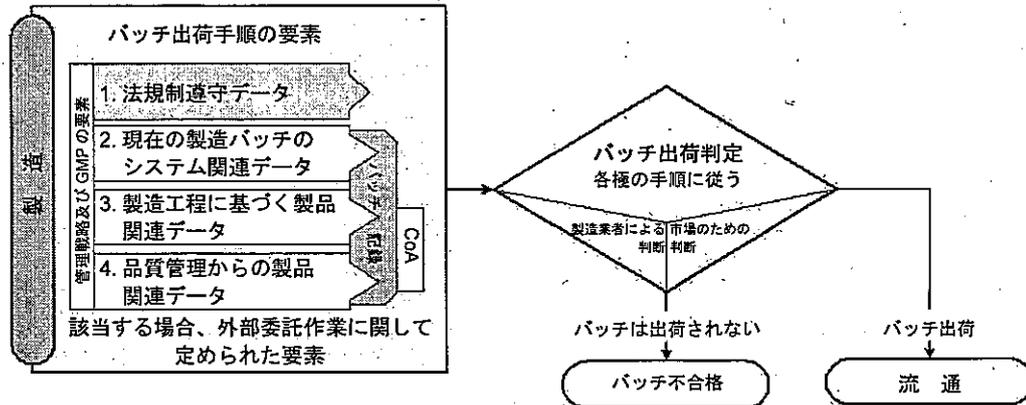 製造
バッチ出荷手順の要素
管理戦略及び GMP の要素
1. 法規制遵守データ
2. 現在の製造バッチの
システム関連データ
3. 製造工程に基づく製品
関連データ
4. 品質管理からの製品
関連データ
バッチ記録
CoA
該当する場合、外部委託作業に関して
定められた要素
バッチ出荷判定
各極の手順に従う
製造業者による
判断
市場のための
判断
バッチは出荷されない
バッチ不合格
バッチ出荷
流 通